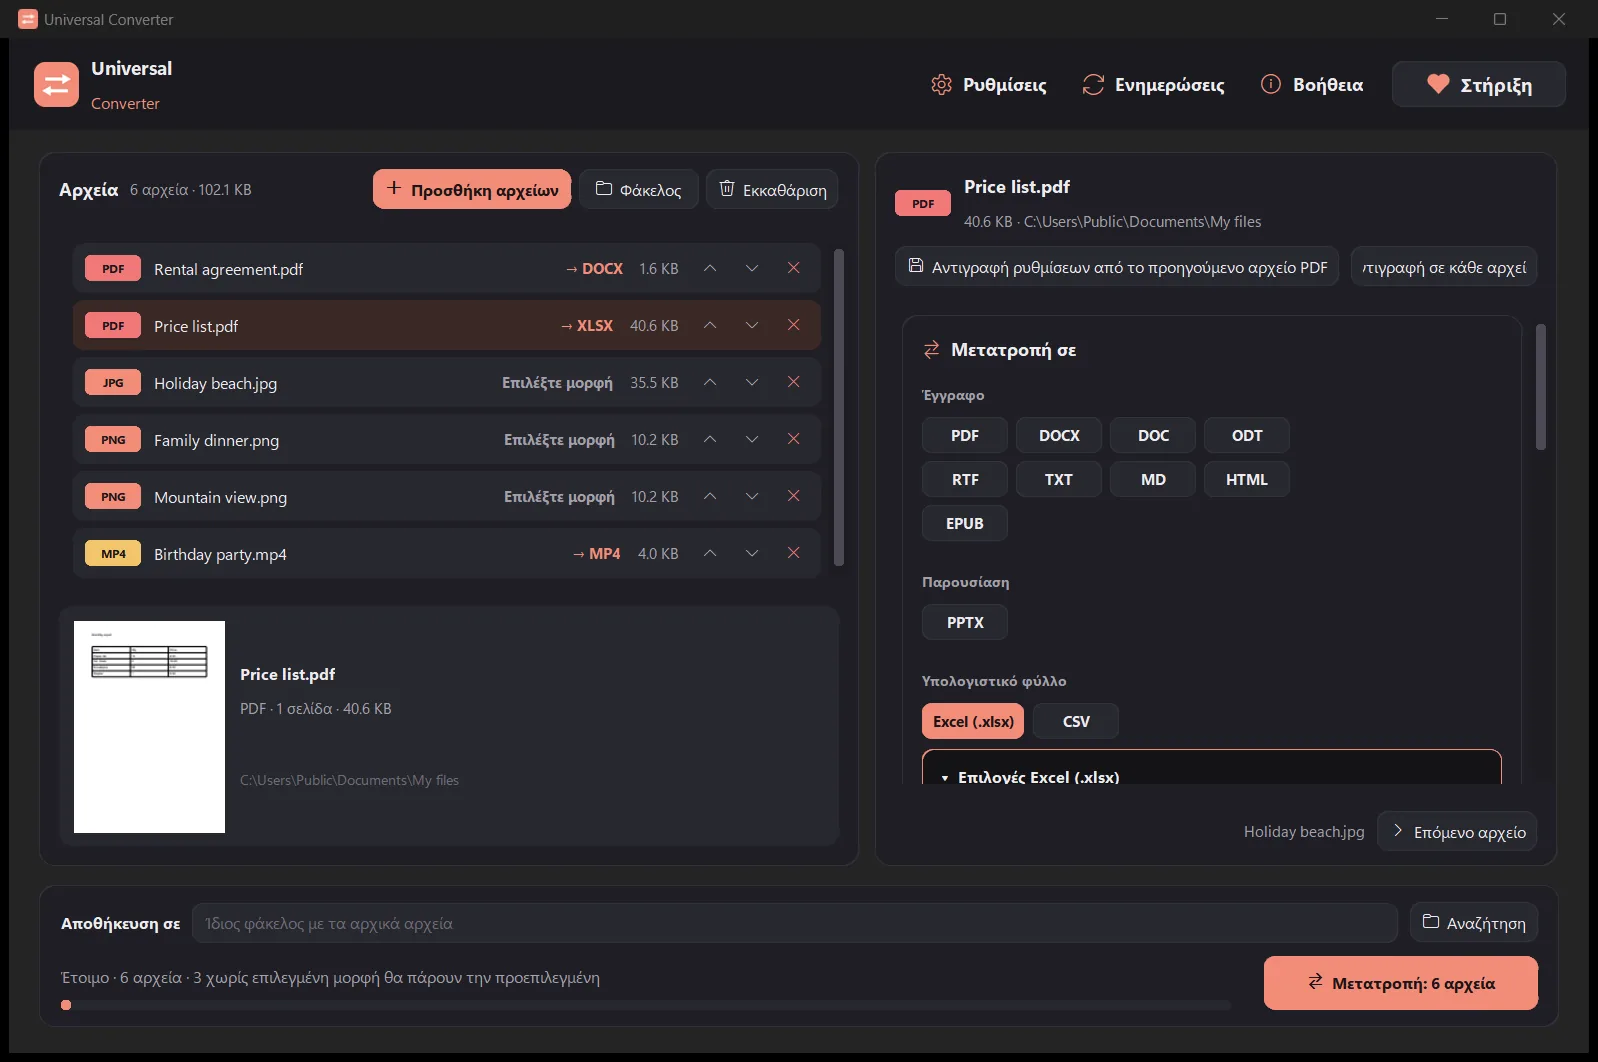 Universal Converter
Universal
Converter
Ρυθμίσεις
Ενημερώσεις
Βοήθεια
Στήριξη
Αρχεία
6 αρχεία · 102.1 KB
Προσθήκη αρχείων
Φάκελος
Εκκαθάριση
PDF Rental agreement.pdf → DOCX 1.6 KB
PDF Price list.pdf → XLSX 40.6 KB
JPG Holiday beach.jpg Επιλέξτε μορφή 35.5 KB
PNG Family dinner.png Επιλέξτε μορφή 10.2 KB
PNG Mountain view.png Επιλέξτε μορφή 10.2 KB
MP4 Birthday party.mp4 → MP4 4.0 KB
Price list.pdf
PDF · 1 σελίδα · 40.6 KB
C:\Users\Public\Documents\My files
PDF
Price list.pdf
40.6 KB · C:\Users\Public\Documents\My files
Αντιγραφή ρυθμίσεων από το προηγούμενο αρχείο PDF
τιγραφή σε κάθε αρχεί
Μετατροπή σε
Έγγραφο
PDF DOCX DOC ODT
RTF TXT MD HTML
EPUB
Παρουσίαση
PPTX
Υπολογιστικό φύλλο
Excel (.xlsx) CSV
Επιλογές Excel (.xlsx)
Holiday beach.jpg
Επόμενο αρχείο
Αποθήκευση σε
Ίδιος φάκελος με τα αρχικά αρχεία
Αναζήτηση
Έτοιμο · 6 αρχεία · 3 χωρίς επιλεγμένη μορφή θα πάρουν την προεπιλεγμένη
Μετατροπή: 6 αρχεία